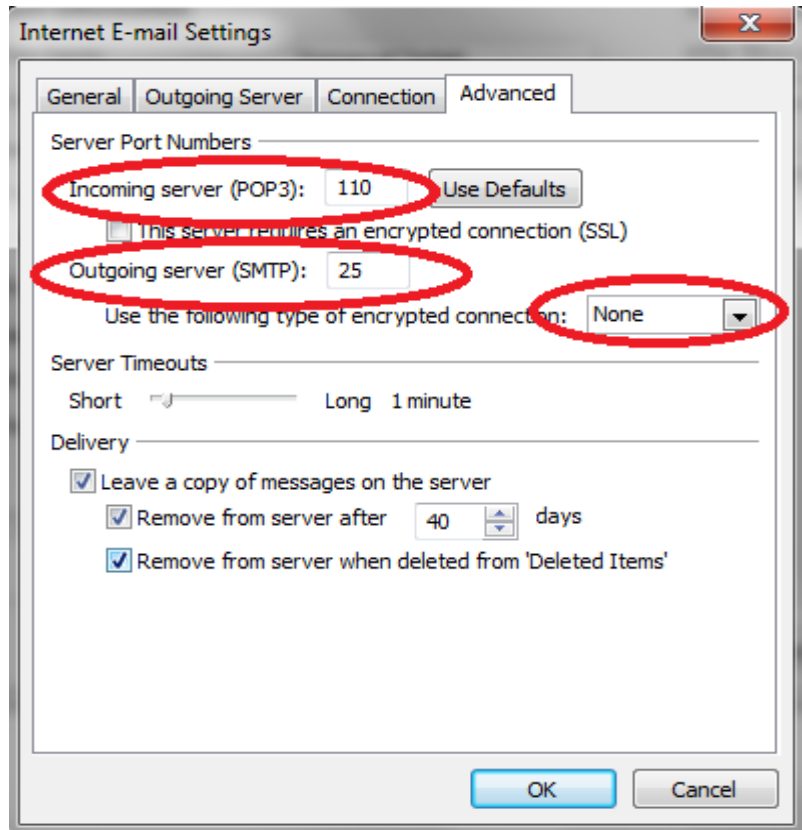 Internet E-mail Settings
General Outgoing Server Connection Advanced
Server Port Numbers
Incoming server (POP3): 110 Use Defaults
This server requires an encrypted connection (SSL)
Outgoing server (SMTP): 25
Use the following type of encrypted connection: None
Server Timeouts
Short Long 1 minute
Delivery
Leave a copy of messages on the server
Remove from server after 40 days
Remove from server when deleted from 'Deleted Items'
OK Cancel